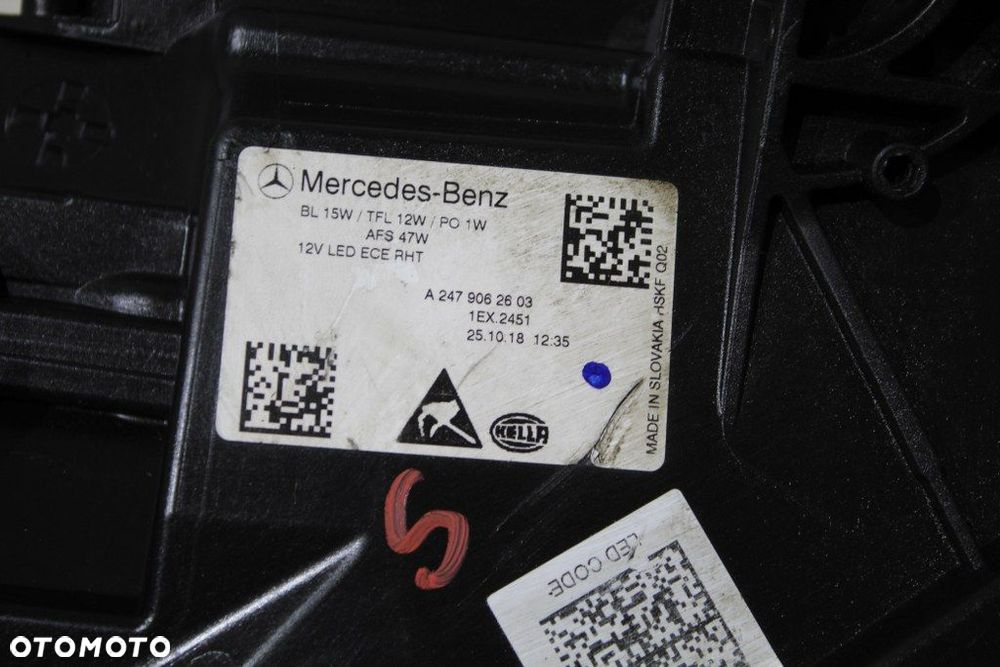 Mercedes-Benz
BL 15W / TFL 12W / PO 1W
AFS 47W
12V LED ECE RHT
A 247 906 26 03
1EX.2451
25.10.18 12:35
MADE IN SLOVAKIA HSKF Q02
HELLA
S
LED CODE
OTOMOTO